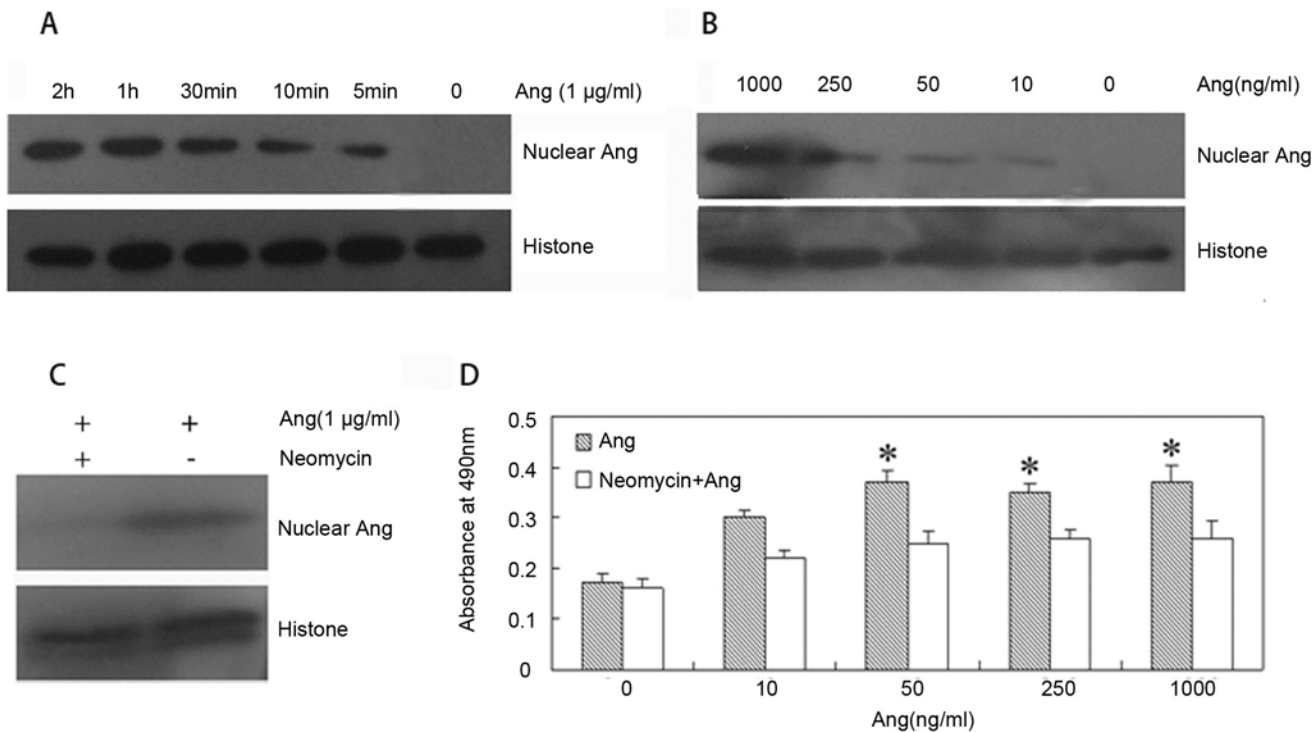 A
2h 1h 30min 10min 5min 0 Ang (1 µg/ml)
Nuclear Ang
Histone
B
1000 250 50 10 0 Ang(ng/ml)
Nuclear Ang
Histone
C
+ + Ang(1 µg/ml)
+ - Neomycin
Nuclear Ang
Histone
D
0.5
0.4
0.3
0.2
0.1
0
Absorbance at 490nm
Ang
Neomycin+Ang
* * *
0 10 50 250 1000
Ang(ng/ml)